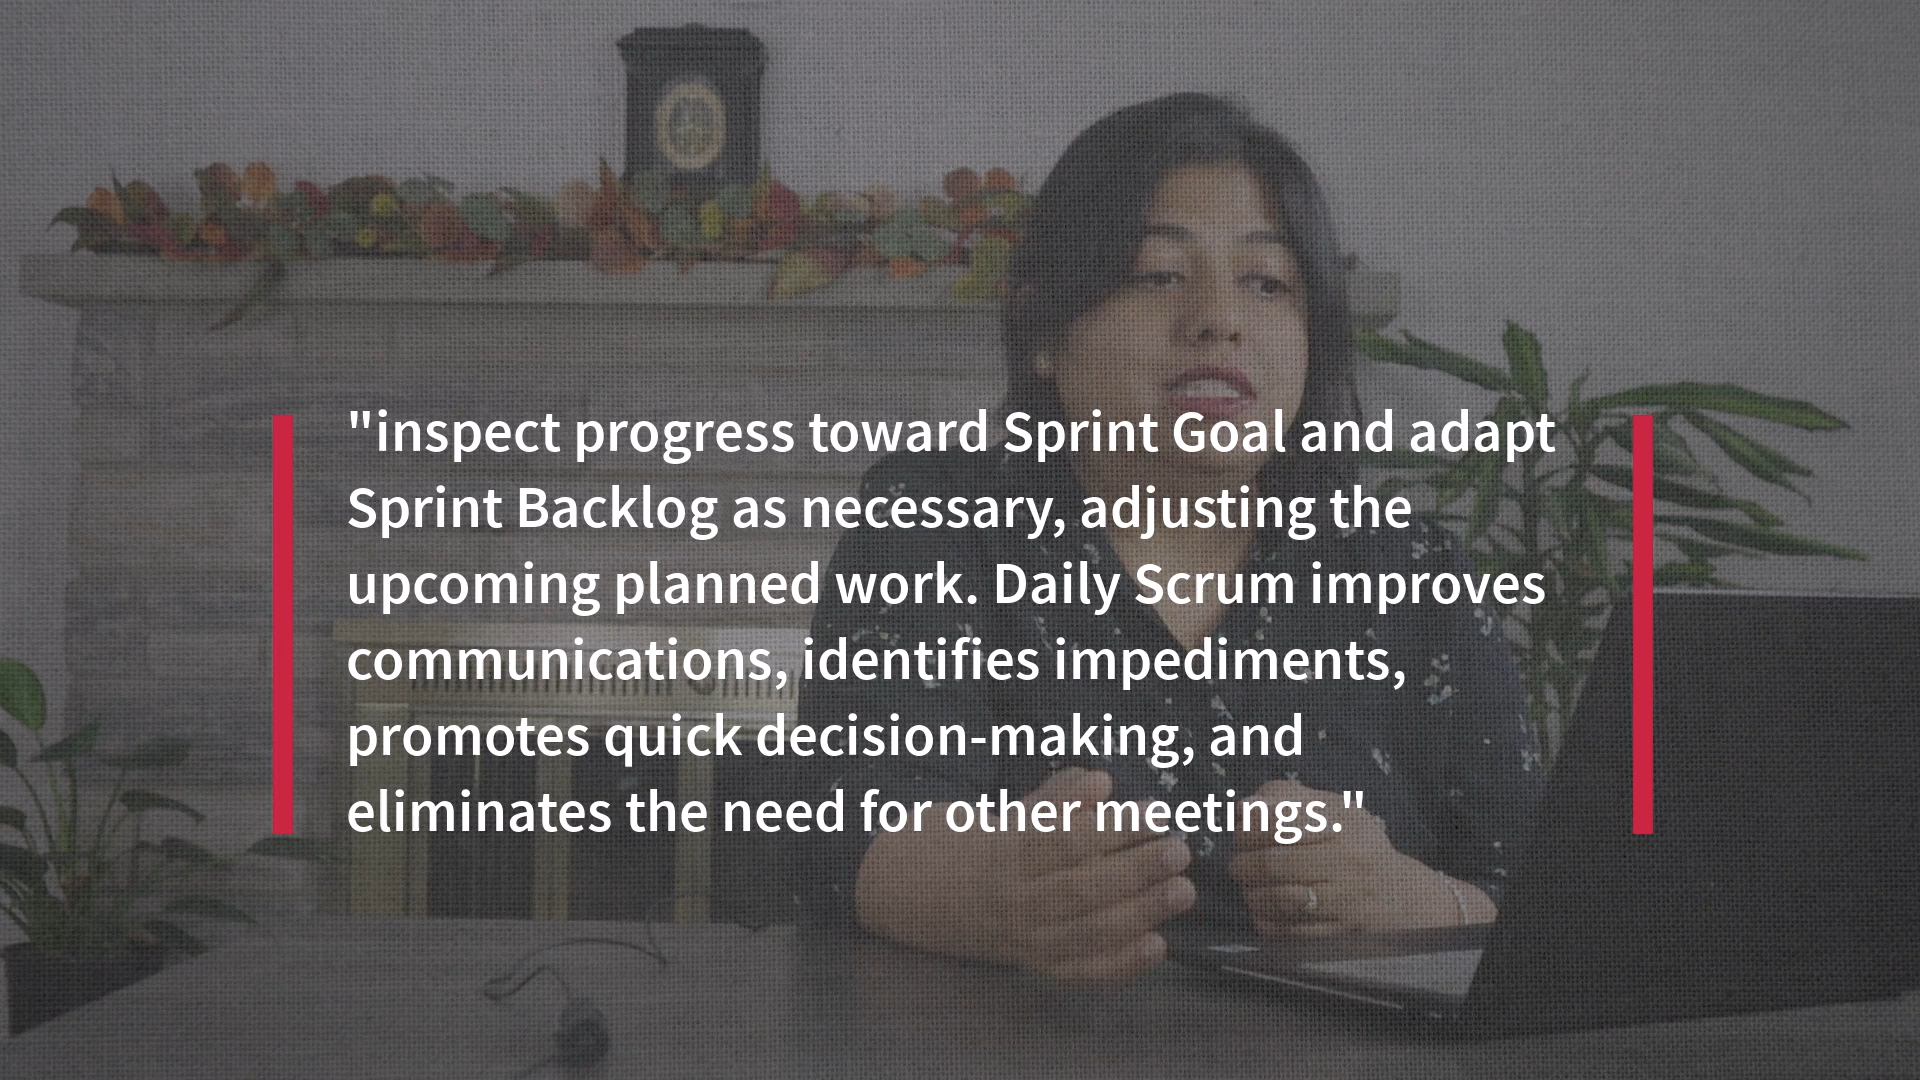 "inspect progress toward Sprint Goal and adapt
Sprint Backlog as necessary, adjusting the
upcoming planned work. Daily Scrum improves
communications, identifies impediments,
promotes quick decision-making, and
eliminates the need for other meetings."